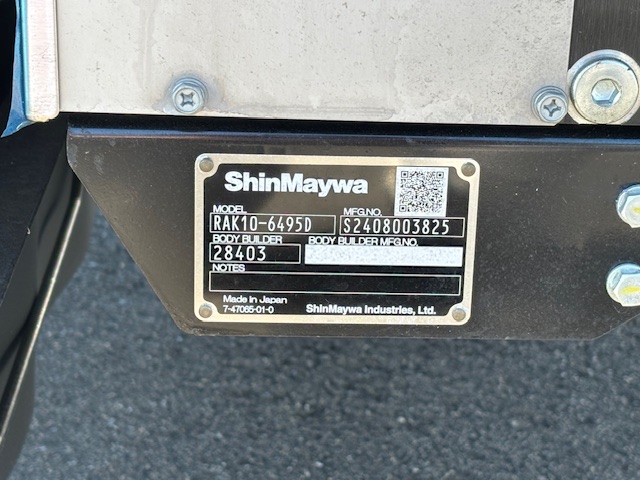 ShinMaywa
MODEL MFG.NO.
RAK10-6495D S2408003825
BODY BUILDER BODY BUILDER MFG.NO.
28403
NOTES
Made in Japan
7-47065-01-0 ShinMaywa Industries, Ltd.